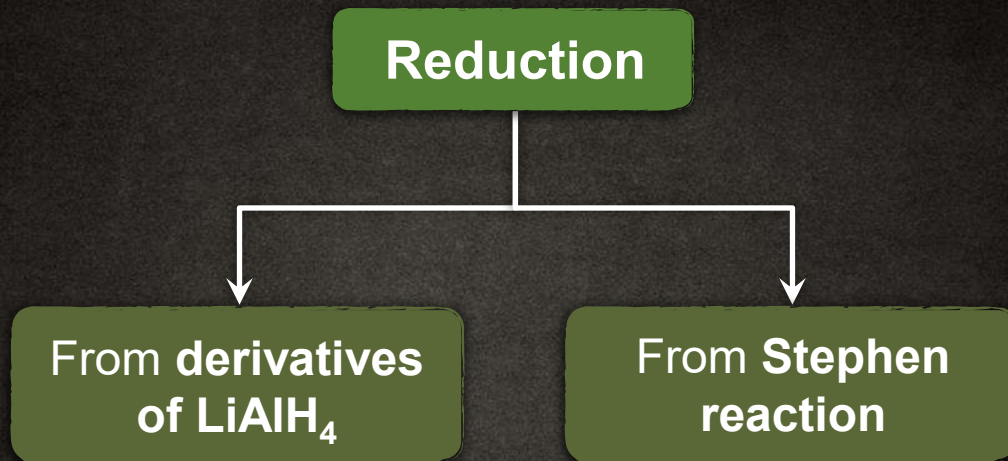 Reduction
From derivatives
of LiAlH₄
From Stephen
reaction